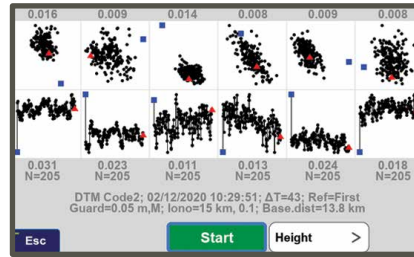 0.016 0.009 0.014 0.008 0.009 0.008
0.031 0.023 0.011 0.013 0.024 0.018
N=205 N=205 N=205 N=205 N=205 N=205
DTM Code2; 02/12/2020 10:29:51; ΔT=43; Ref=First
Guard=0.05 m,M; Iono=15 km, 0.1; Base.dist=13.8 km
Esc Start Height >